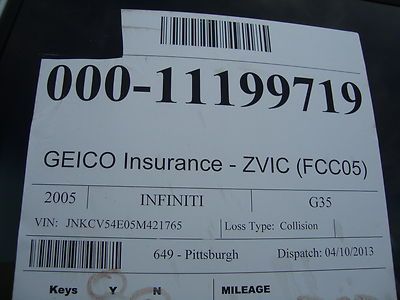 000-11199719
GEICO Insurance - ZVIC (FCC05)
2005 INFINITI G35
VIN: JNKCV54E05M421765 Loss Type: Collision
649 - Pittsburgh Dispatch: 04/10/2013
Keys Y N MILEAGE